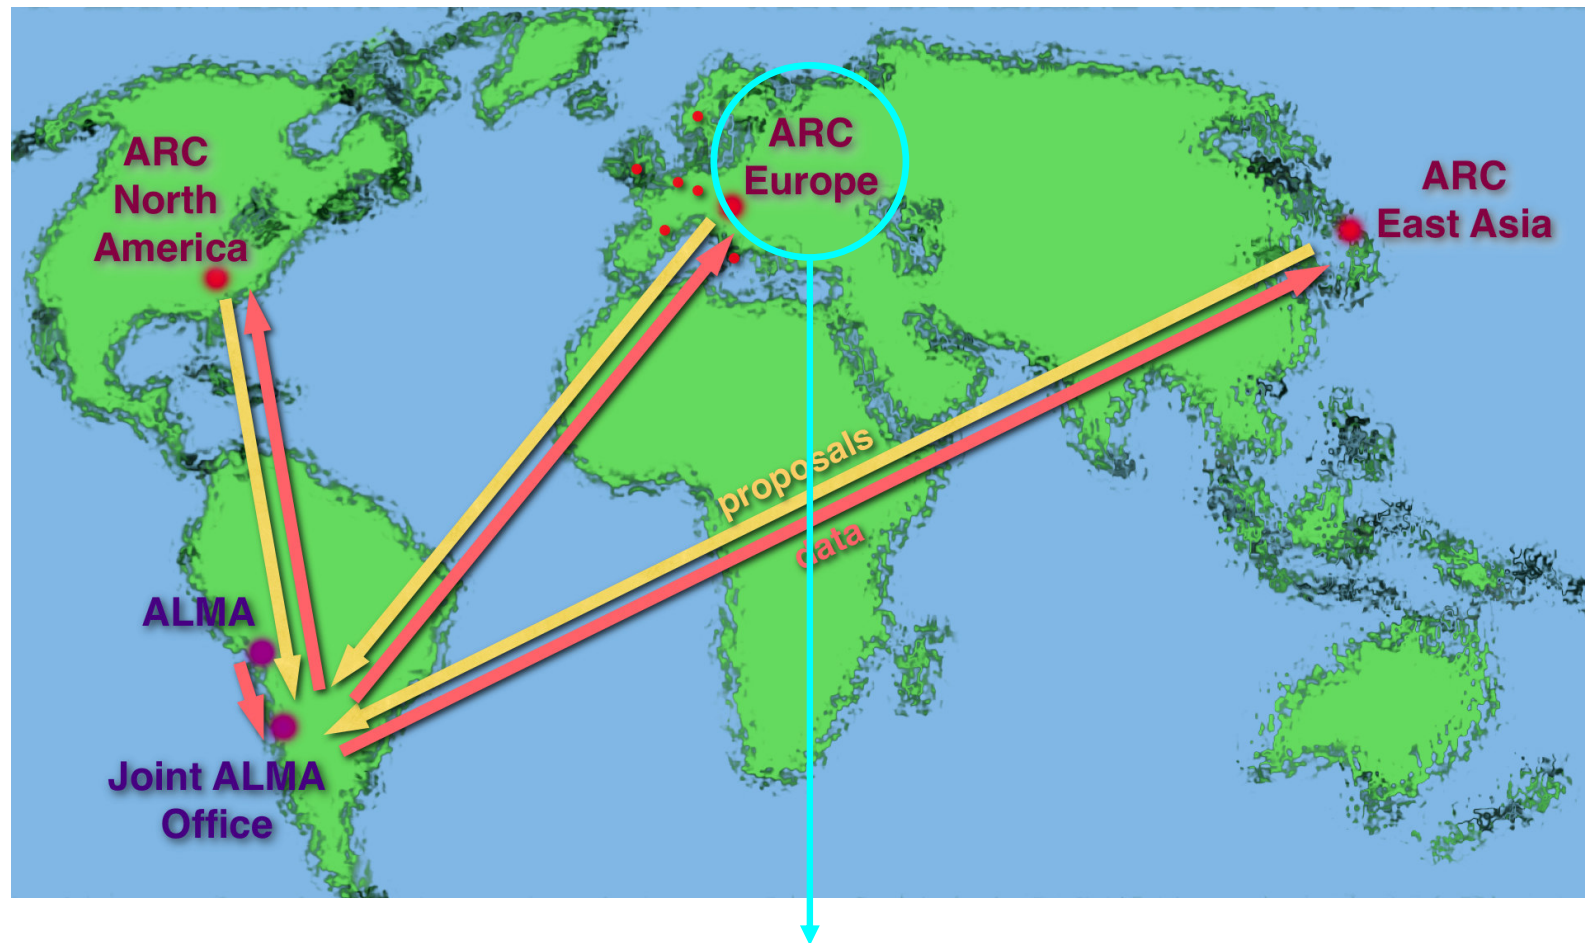 ARC
North
America
ARC
Europe
ARC
East Asia
proposals
data
ALMA
Joint ALMA
Office